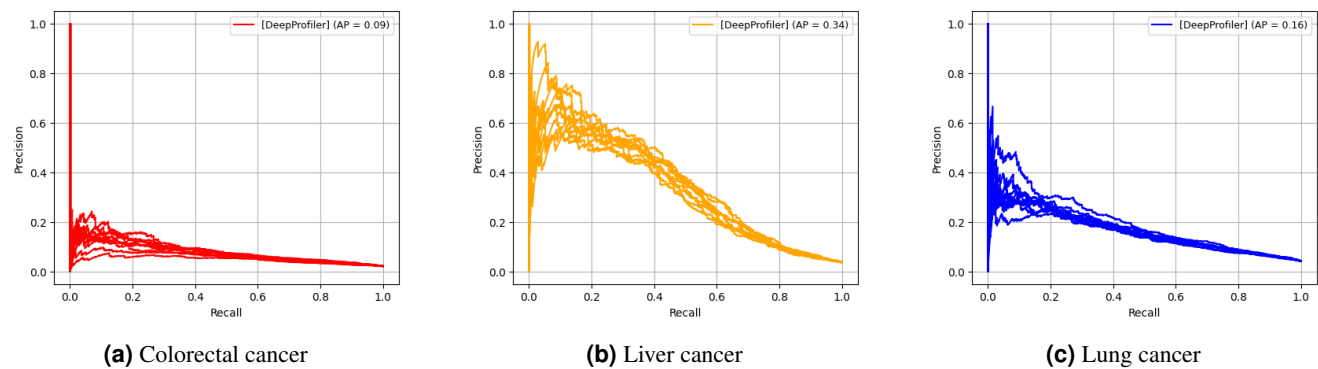 [DeepProfiler] (AP = 0.09)
1.0
0.8
0.6
0.4
0.2
0.0
Precision
0.0 0.2 0.4 0.6 0.8 1.0
Recall
(a) Colorectal cancer
[DeepProfiler] (AP = 0.34)
1.0
0.8
0.6
0.4
0.2
0.0
Precision
0.0 0.2 0.4 0.6 0.8 1.0
Recall
(b) Liver cancer
[DeepProfiler] (AP = 0.16)
1.0
0.8
0.6
0.4
0.2
0.0
Precision
0.0 0.2 0.4 0.6 0.8 1.0
Recall
(c) Lung cancer